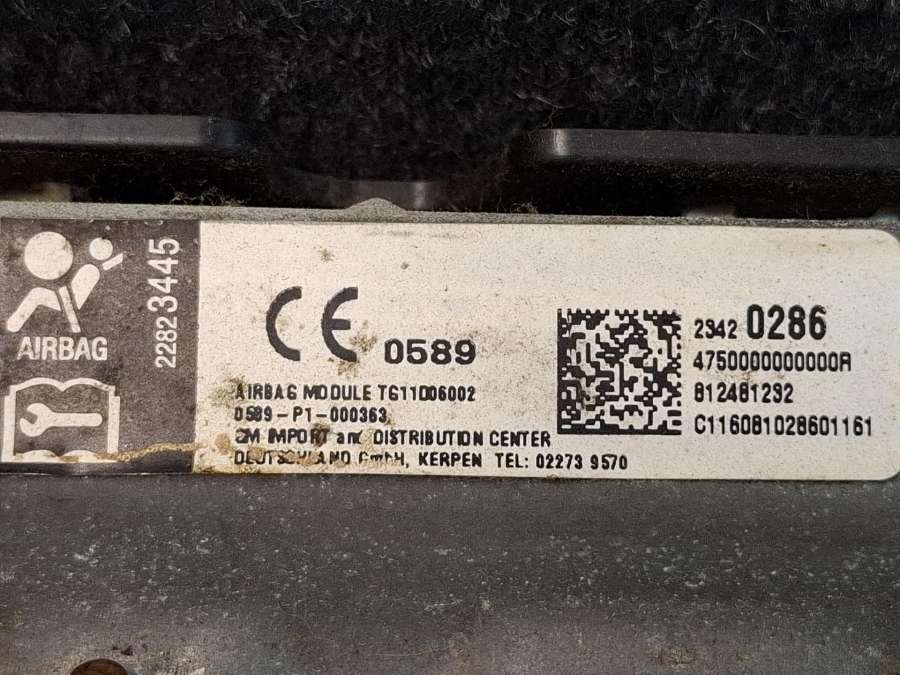 AIRBAG
22823445
CE 0589
AIRBAG MODULE TG11D06002
0589-P1-000363
GM IMPORT and DISTRIBUTION CENTER
DEUTSCHLAND GmbH, KERPEN TEL: 02273 9570
2342 0286
4750000000000R
812481232
C116081028601161